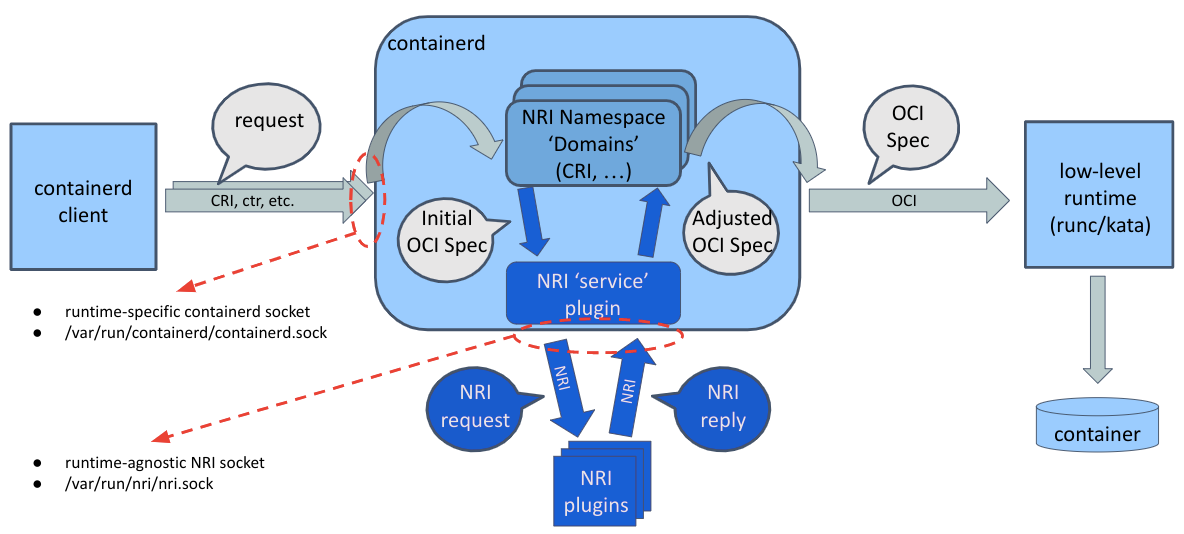 containerd
request
containerd
client
CRI, ctr, etc.
NRI Namespace
‘Domains’
(CRI, …)
Initial
OCI Spec
Adjusted
OCI Spec
NRI ‘service’
plugin
OCI
Spec
OCI
low-level
runtime
(runc/kata)
container
● runtime-specific containerd socket
● /var/run/containerd/containerd.sock
NRI
request
NRI
NRI
NRI
reply
NRI
plugins
● runtime-agnostic NRI socket
● /var/run/nri/nri.sock